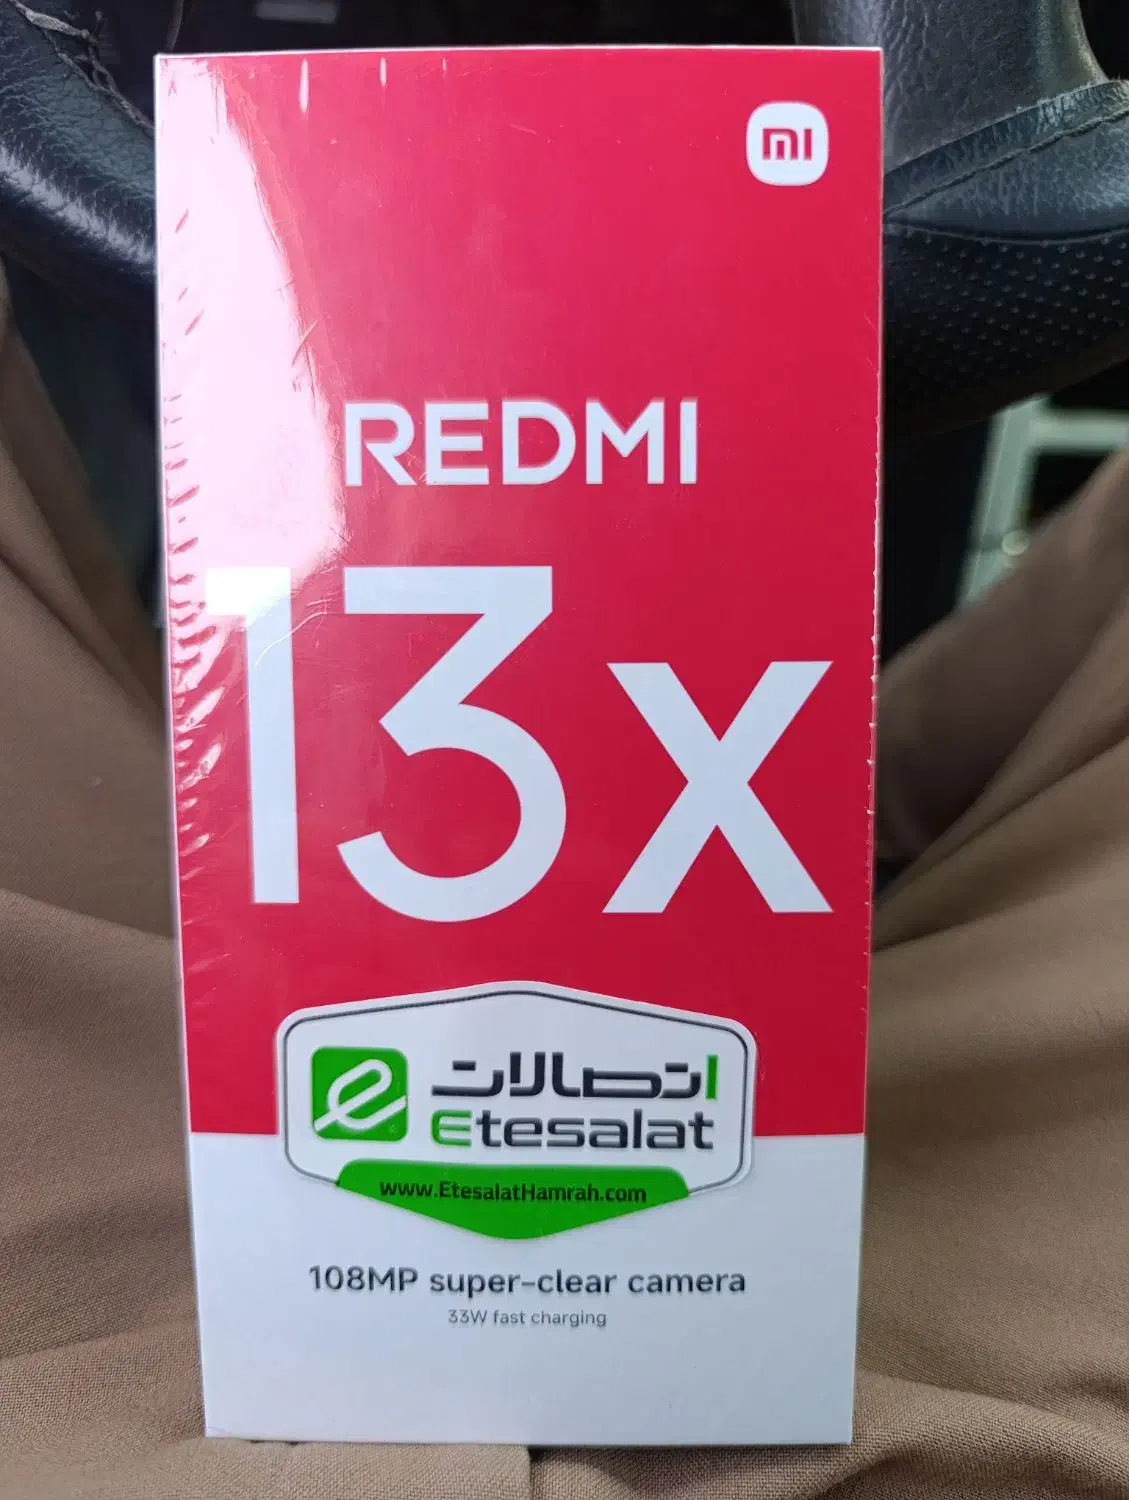 mi
REDMI
13x
اتصالات
Etesalat
www.EtesalatHamrah.com
108MP super-clear camera
33W fast charging